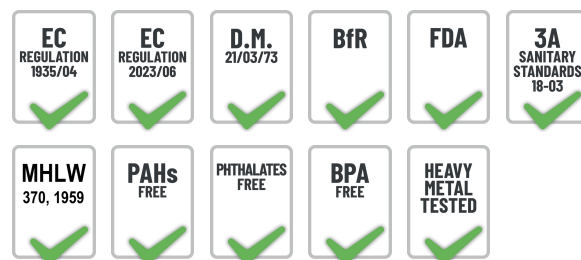 EC
REGULATION
1935/04
EC
REGULATION
2023/06
D.M.
21/03/73
BfR
FDA
3A
SANITARY
STANDARDS
18-03
MHLW
370, 1959
PAHs
FREE
PHTHALATES
FREE
BPA
FREE
HEAVY
METAL
TESTED